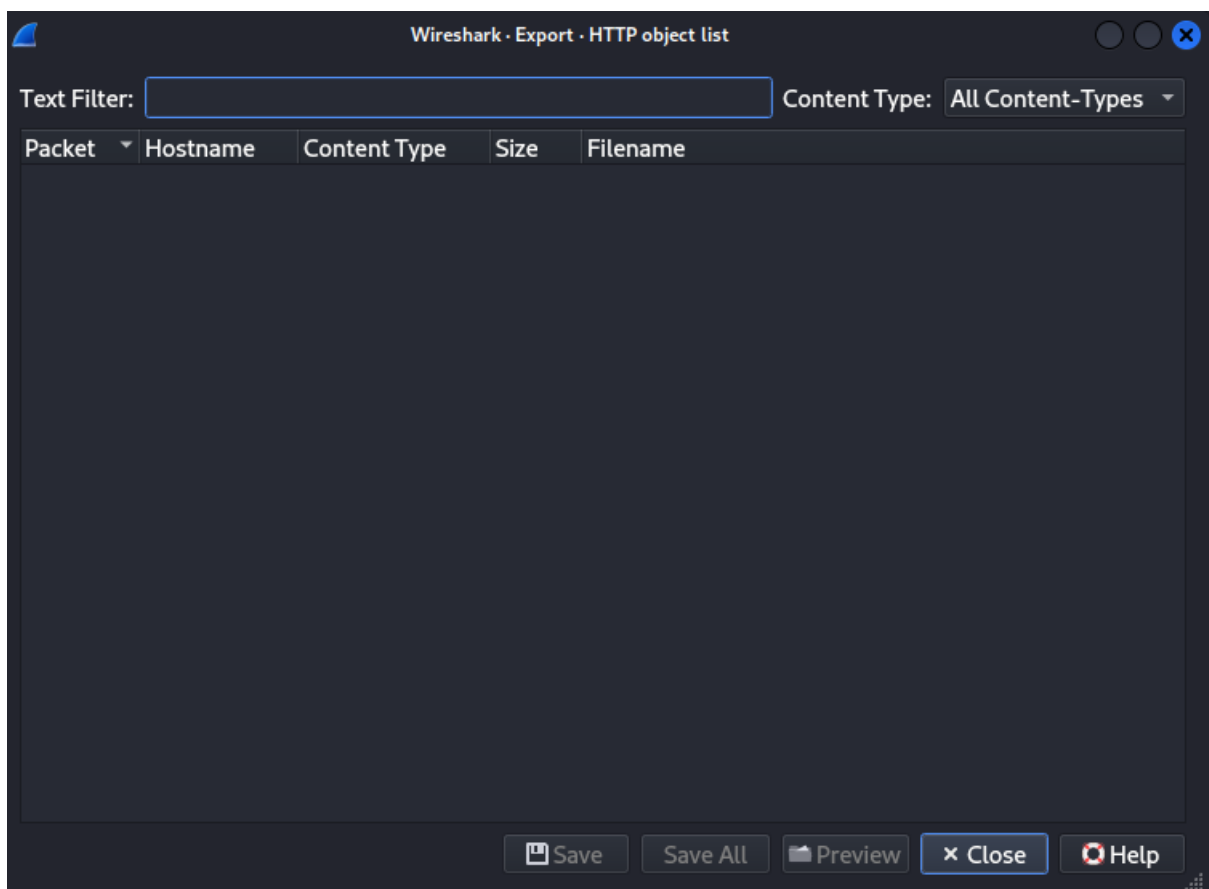 Wireshark · Export · HTTP object list
Text Filter: Content Type: All Content-Types
Packet Hostname Content Type Size Filename
Save Save All Preview Close Help